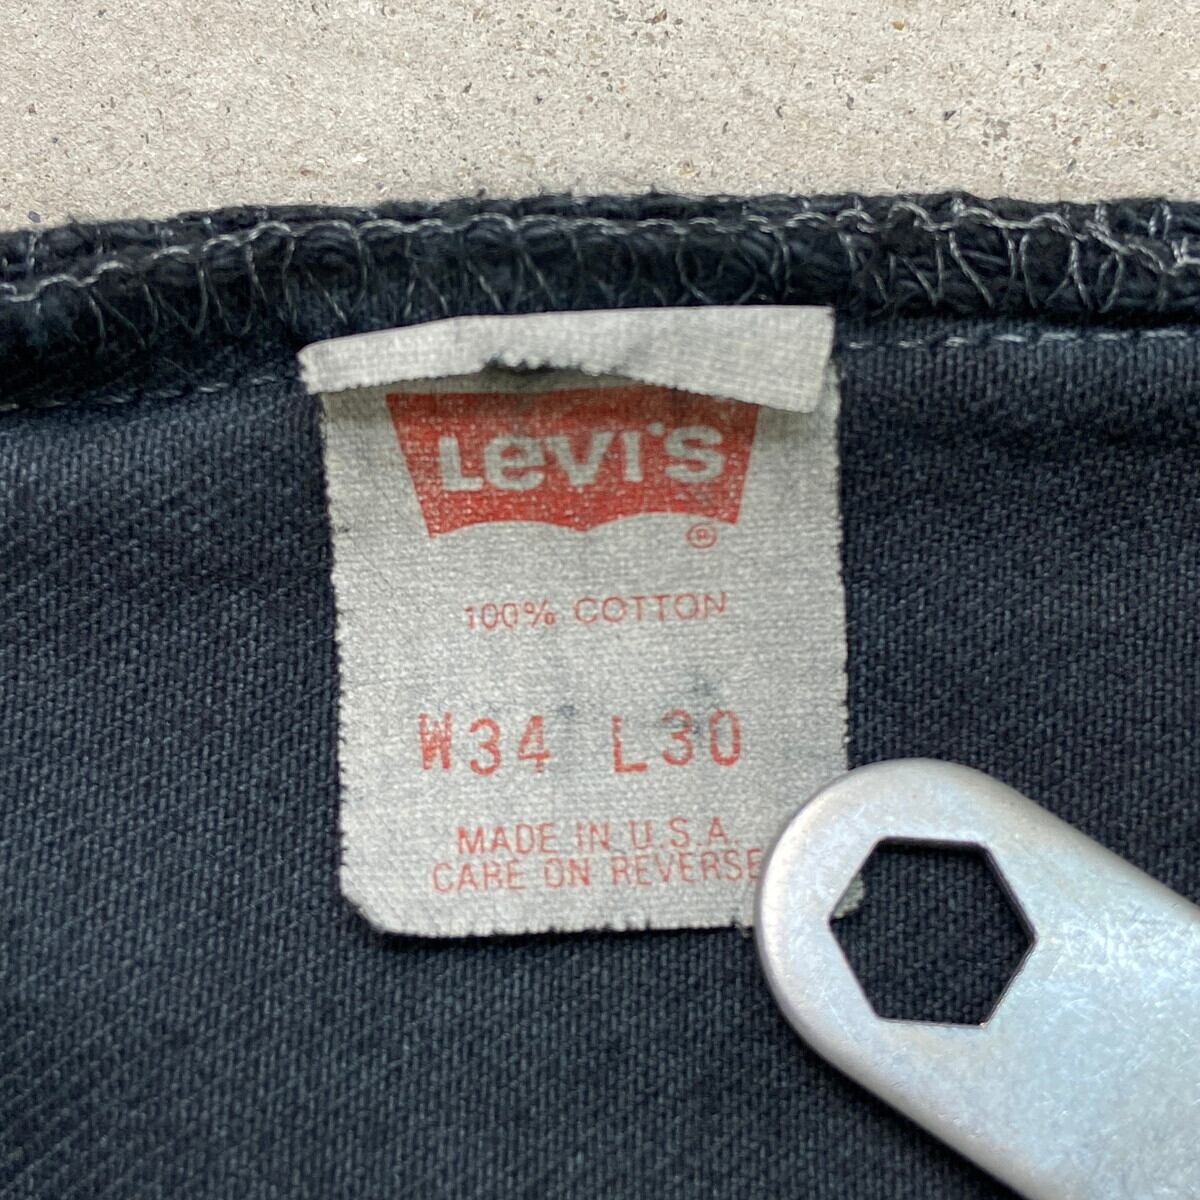 Levi's
®
100% COTTON
W34 L30
MADE IN U.S.A.
CARE ON REVERSE